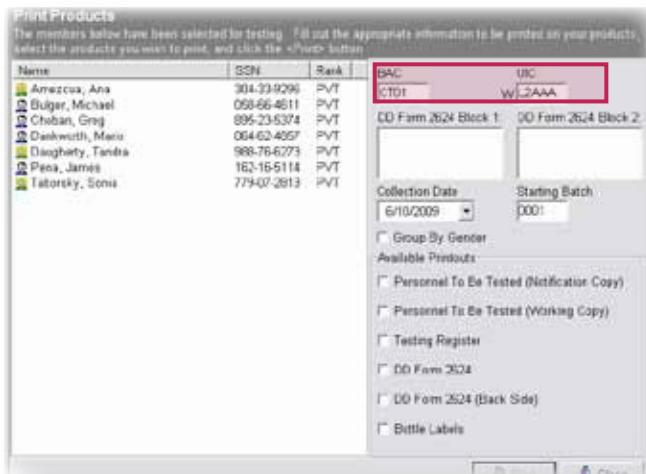 Print Products
The members below have been selected for testing. Fill out the appropriate information to be printed on your products,
select the products you wish to print, and click the <Print> button
Name SSN Rank
Arrezcua, Ana 304-33-9296 PVT
Bulger, Michael 058-66-4611 PVT
Choban, Greg 895-23-5374 PVT
Dankworth, Mario 064-62-4057 PVT
Daugherty, Tandra 988-76-6273 PVT
Pena, James 162-16-5114 PVT
Tatorsky, Sonia 779-07-2813 PVT
BAC UIC
CT01 W L2AAA
DD Form 2624 Block 1: DD Form 2624 Block 2:
Collection Date Starting Batch
6/10/2009 0001
Group By Gender
Available Printouts
Personnel To Be Tested (Notification Copy)
Personnel To Be Tested (Working Copy)
Testing Register
DD Form 2624
DD Form 2624 (Back Side)
Bottle Labels